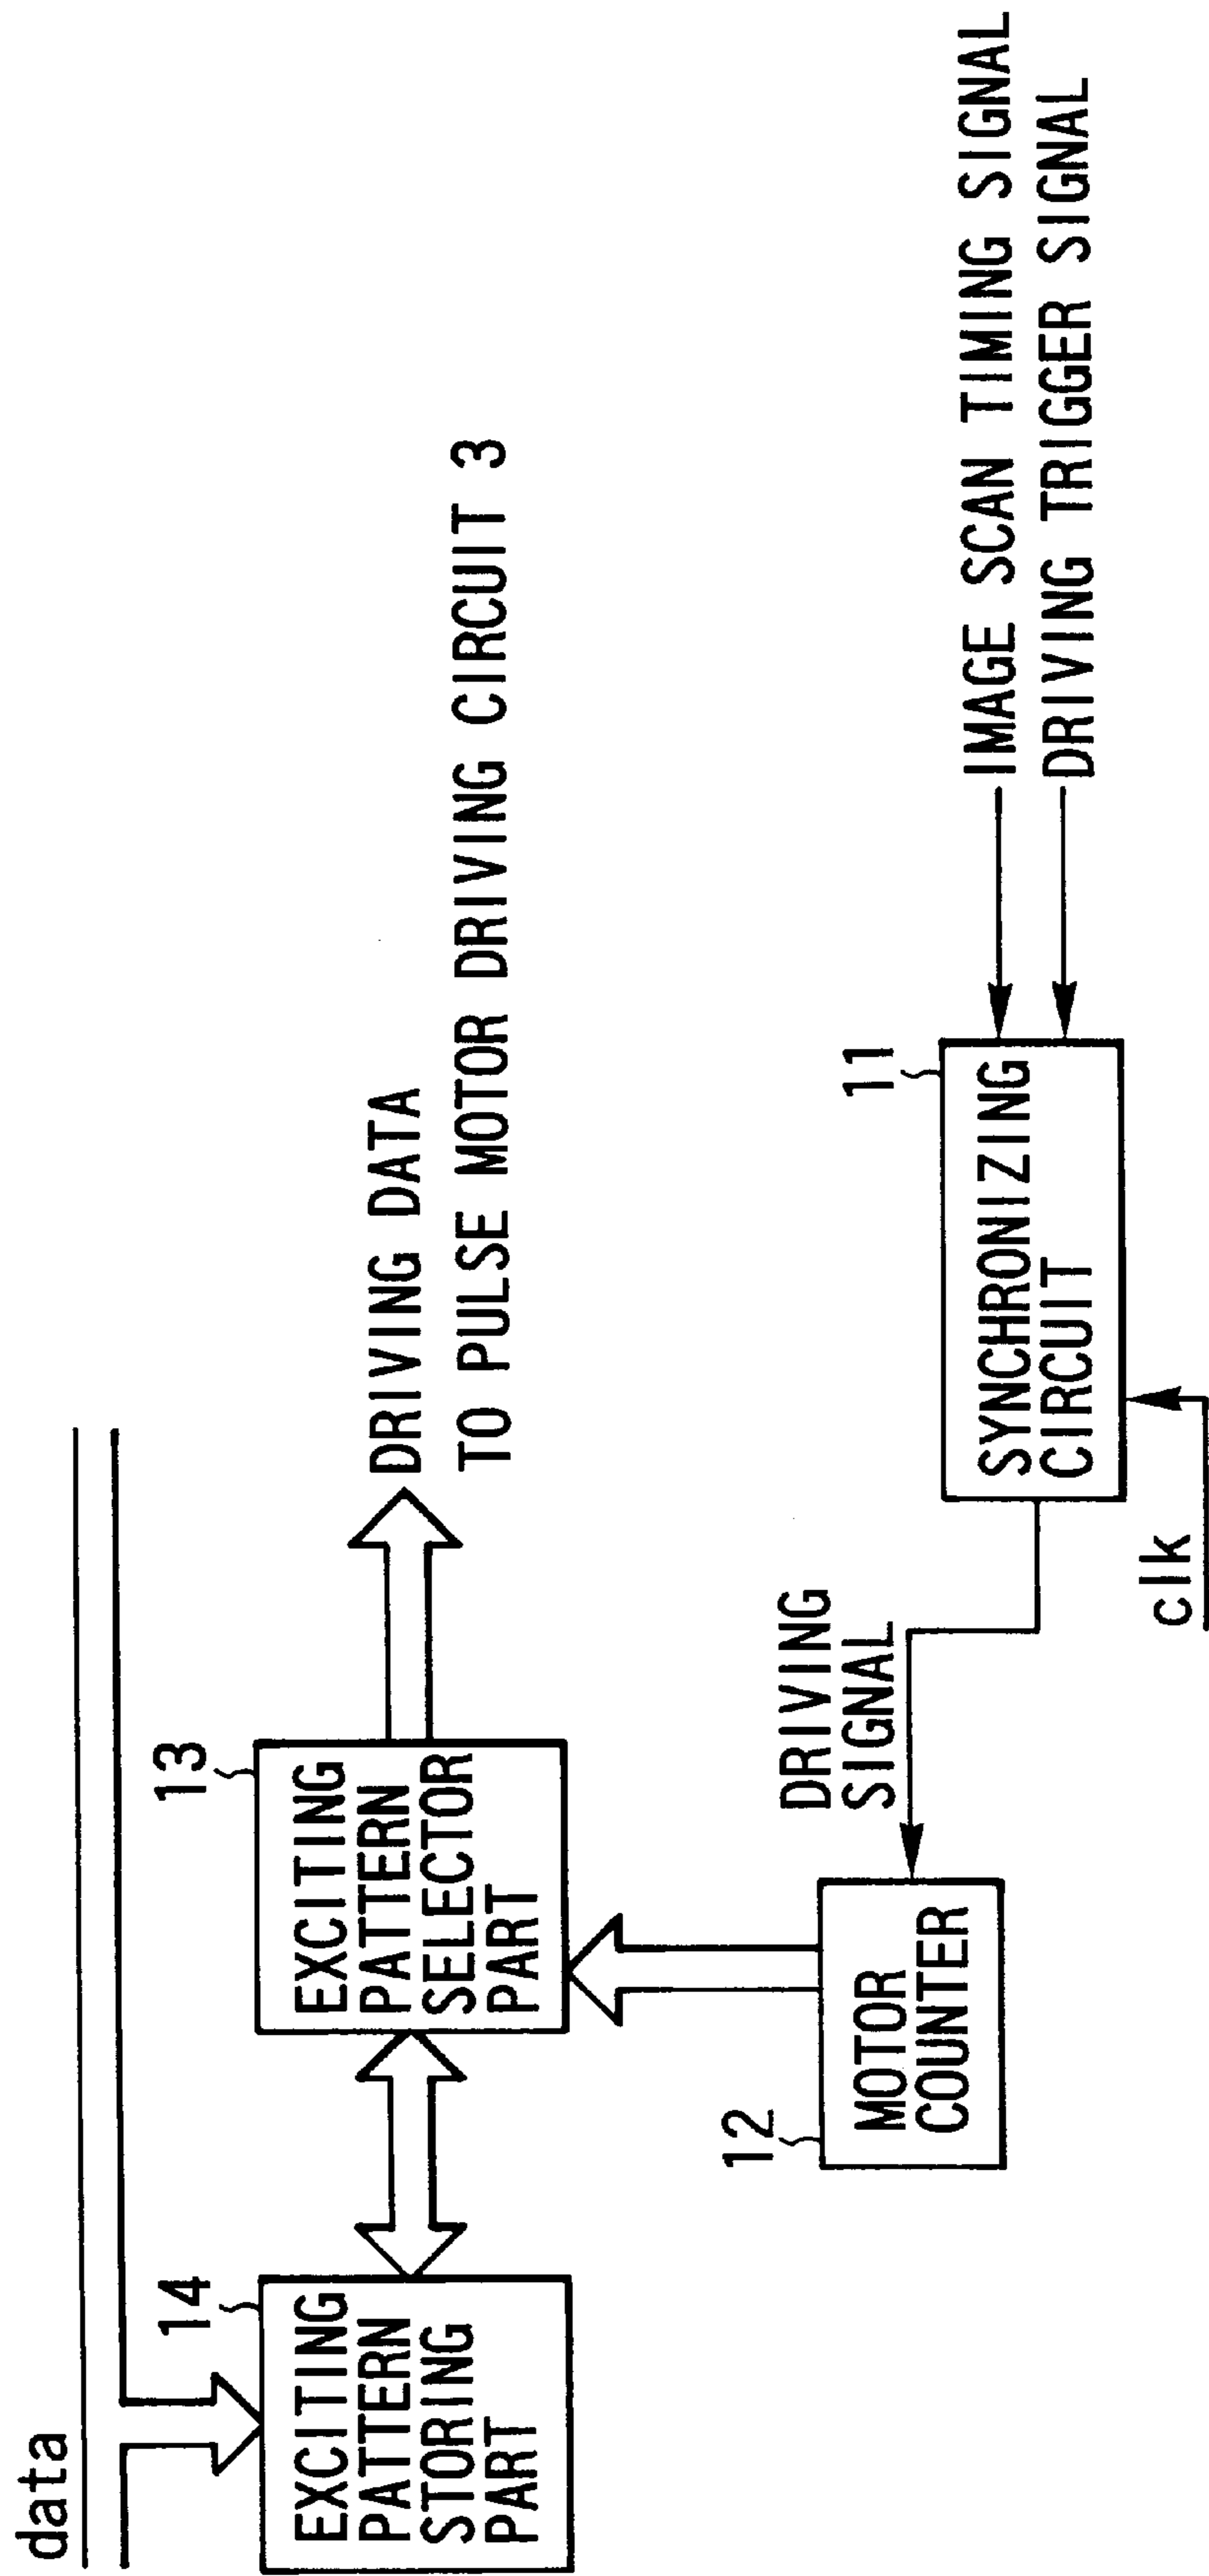 data
14
EXCITING
PATTERN
STORING
PART
13
EXCITING
PATTERN
SELECTOR
PART
DRIVING DATA
TO PULSE MOTOR DRIVING CIRCUIT 3
12
MOTOR
COUNTER
DRIVING
SIGNAL
11
SYNCHRONIZING
CIRCUIT
clk
IMAGE SCAN TIMING SIGNAL
DRIVING TRIGGER SIGNAL